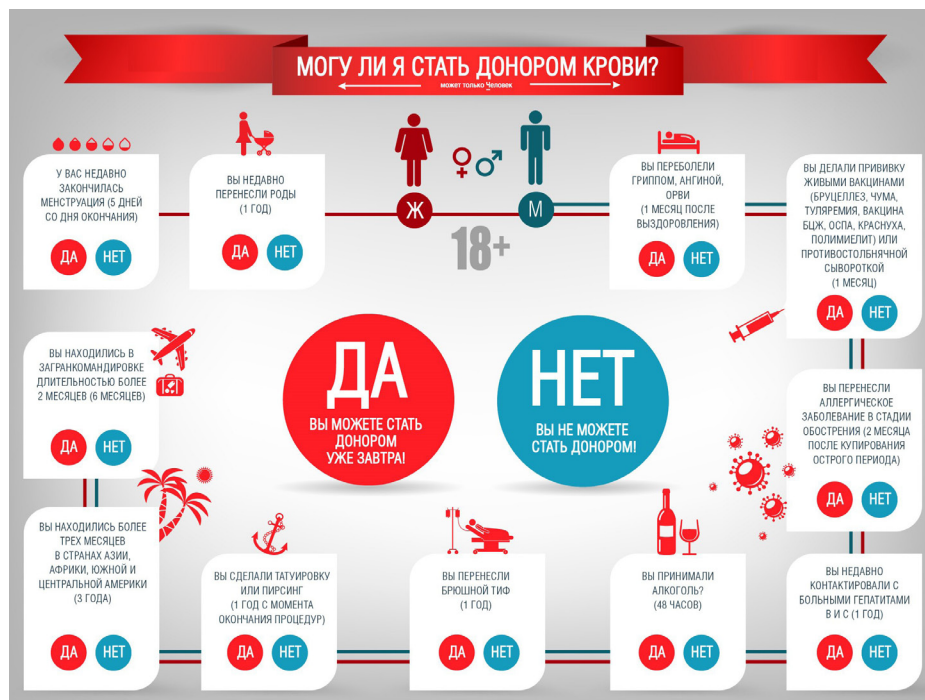 МОГУ ЛИ Я СТАТЬ ДОНОРОМ КРОВИ?
может только Человек
У ВАС НЕДАВНО
ЗАКОНЧИЛАСЬ
МЕНСТРУАЦИЯ (5 ДНЕЙ
СО ДНЯ ОКОНЧАНИЯ)
ДА НЕТ
ВЫ НЕДАВНО
ПЕРЕНЕСЛИ РОДЫ
(1 ГОД)
ДА НЕТ
Ж М
18+
ВЫ ПЕРЕБОЛЕЛИ
ГРИППОМ, АНГИНОЙ,
ОРВИ
(1 МЕСЯЦ ПОСЛЕ
ВЫЗДОРОВЛЕНИЯ)
ДА НЕТ
ВЫ ДЕЛАЛИ ПРИВИВКУ
ЖИВЫМИ ВАКЦИНАМИ
(БРУЦЕЛЛЕЗ, ЧУМА,
ТУЛЯРЕМИЯ, ВАКЦИНА
БЦЖ, ОСПА, КРАСНУХА,
ПОЛИМИЕЛИТ) ИЛИ
ПРОТИВОСТОЛБНЯЧНОЙ
СЫВОРОТКОЙ
(1 МЕСЯЦ)
ДА НЕТ
ВЫ НАХОДИЛИСЬ В
ЗАГРАНКОМАНДИРОВКЕ
ДЛИТЕЛЬНОСТЬЮ БОЛЕЕ
2 МЕСЯЦЕВ (6 МЕСЯЦЕВ)
ДА НЕТ
ДА
ВЫ МОЖЕТЕ СТАТЬ
ДОНОРОМ
УЖЕ ЗАВТРА!
НЕТ
ВЫ НЕ МОЖЕТЕ
СТАТЬ ДОНОРОМ!
ВЫ ПЕРЕНЕСЛИ
АЛЛЕРГИЧЕСКОЕ
ЗАБОЛЕВАНИЕ В СТАДИИ
ОБОСТРЕНИЯ (2 МЕСЯЦА
ПОСЛЕ КУПИРОВАНИЯ
ОСТРОГО ПЕРИОДА)
ДА НЕТ
ВЫ НАХОДИЛИСЬ БОЛЕЕ
ТРЕХ МЕСЯЦЕВ
В СТРАНАХ АЗИИ,
АФРИКИ, ЮЖНОЙ И
ЦЕНТРАЛЬНОЙ АМЕРИКИ
(3 ГОДА)
ДА НЕТ
ВЫ СДЕЛАЛИ ТАТУИРОВКУ
ИЛИ ПИРСИНГ
(1 ГОД С МОМЕНТА
ОКОНЧАНИЯ ПРОЦЕДУР)
ДА НЕТ
ВЫ ПЕРЕНЕСЛИ
БРЮШНОЙ ТИФ
(1 ГОД)
ДА НЕТ
ВЫ ПРИНИМАЛИ
АЛКОГОЛЬ?
(48 ЧАСОВ)
ДА НЕТ
ВЫ НЕДАВНО
КОНТАКТИРОВАЛИ С
БОЛЬНЫМИ ГЕПАТИТАМИ
В И С (1 ГОД)
ДА НЕТ